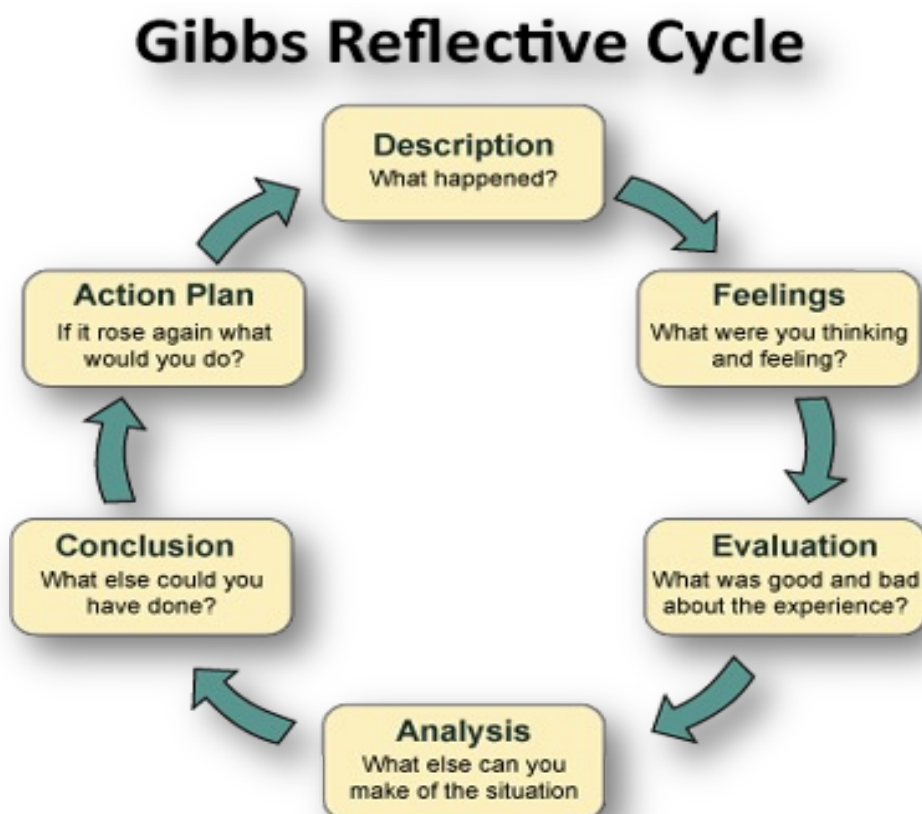 Gibbs Reflective Cycle
Description
What happened?
Feelings
What were you thinking
and feeling?
Evaluation
What was good and bad
about the experience?
Analysis
What else can you
make of the situation
Conclusion
What else could you
have done?
Action Plan
If it rose again what
would you do?